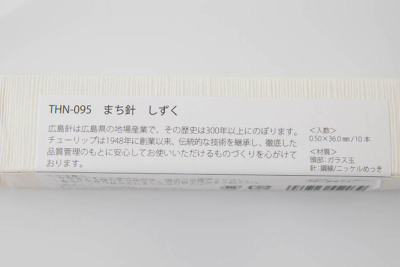 THN-095 まち針 しずく
広島針は広島県の地場産業で、その歴史は300年以上にのぼります。
チューリップは1948年に創業以来、伝統的な技術を継承し、徹底した
品質管理のもとに安心してお使いいただけるものづくりを心がけて
おります。
＜入数＞
0.50×36.0mm/10本
＜材質＞
頭部：ガラス玉
針：鋼線/ニッケルめっき